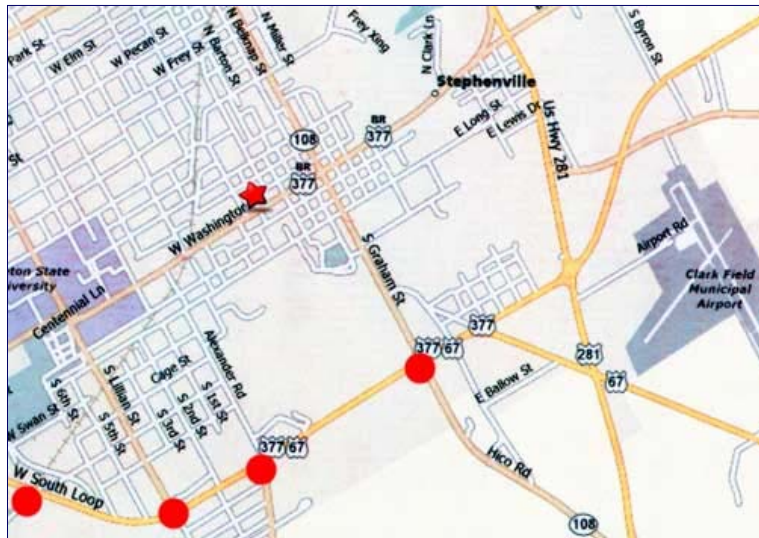 Park St
W Elm St
W Pecan St
W Frey St
N Barton St
N Belknap St
N Miller St
Frey Xing
N Clark Ln
Stephenville
S Byron St
St
108
BR
377
BR
377
E Long St
E Lewis Dr
Us Hwy 281
W Washington
S Graham St
Airport Rd
Clark Field
Municipal
Airport
eton State
niversity
Centennial Ln
Alexander Rd
377
377 67
281
67
Cage St
S Lillian St
S 1st St
S 2nd St
S 3rd St
S 5th St
S 6th St
W Swan St
E Ballow St
377 67
Hico Rd
W South Loop
108